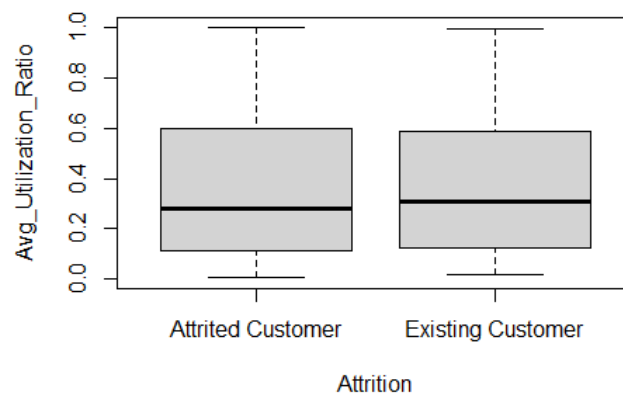 Avg_Utilization_Ratio
1.0
0.8
0.6
0.4
0.2
0.0
Attrited Customer
Existing Customer
Attrition